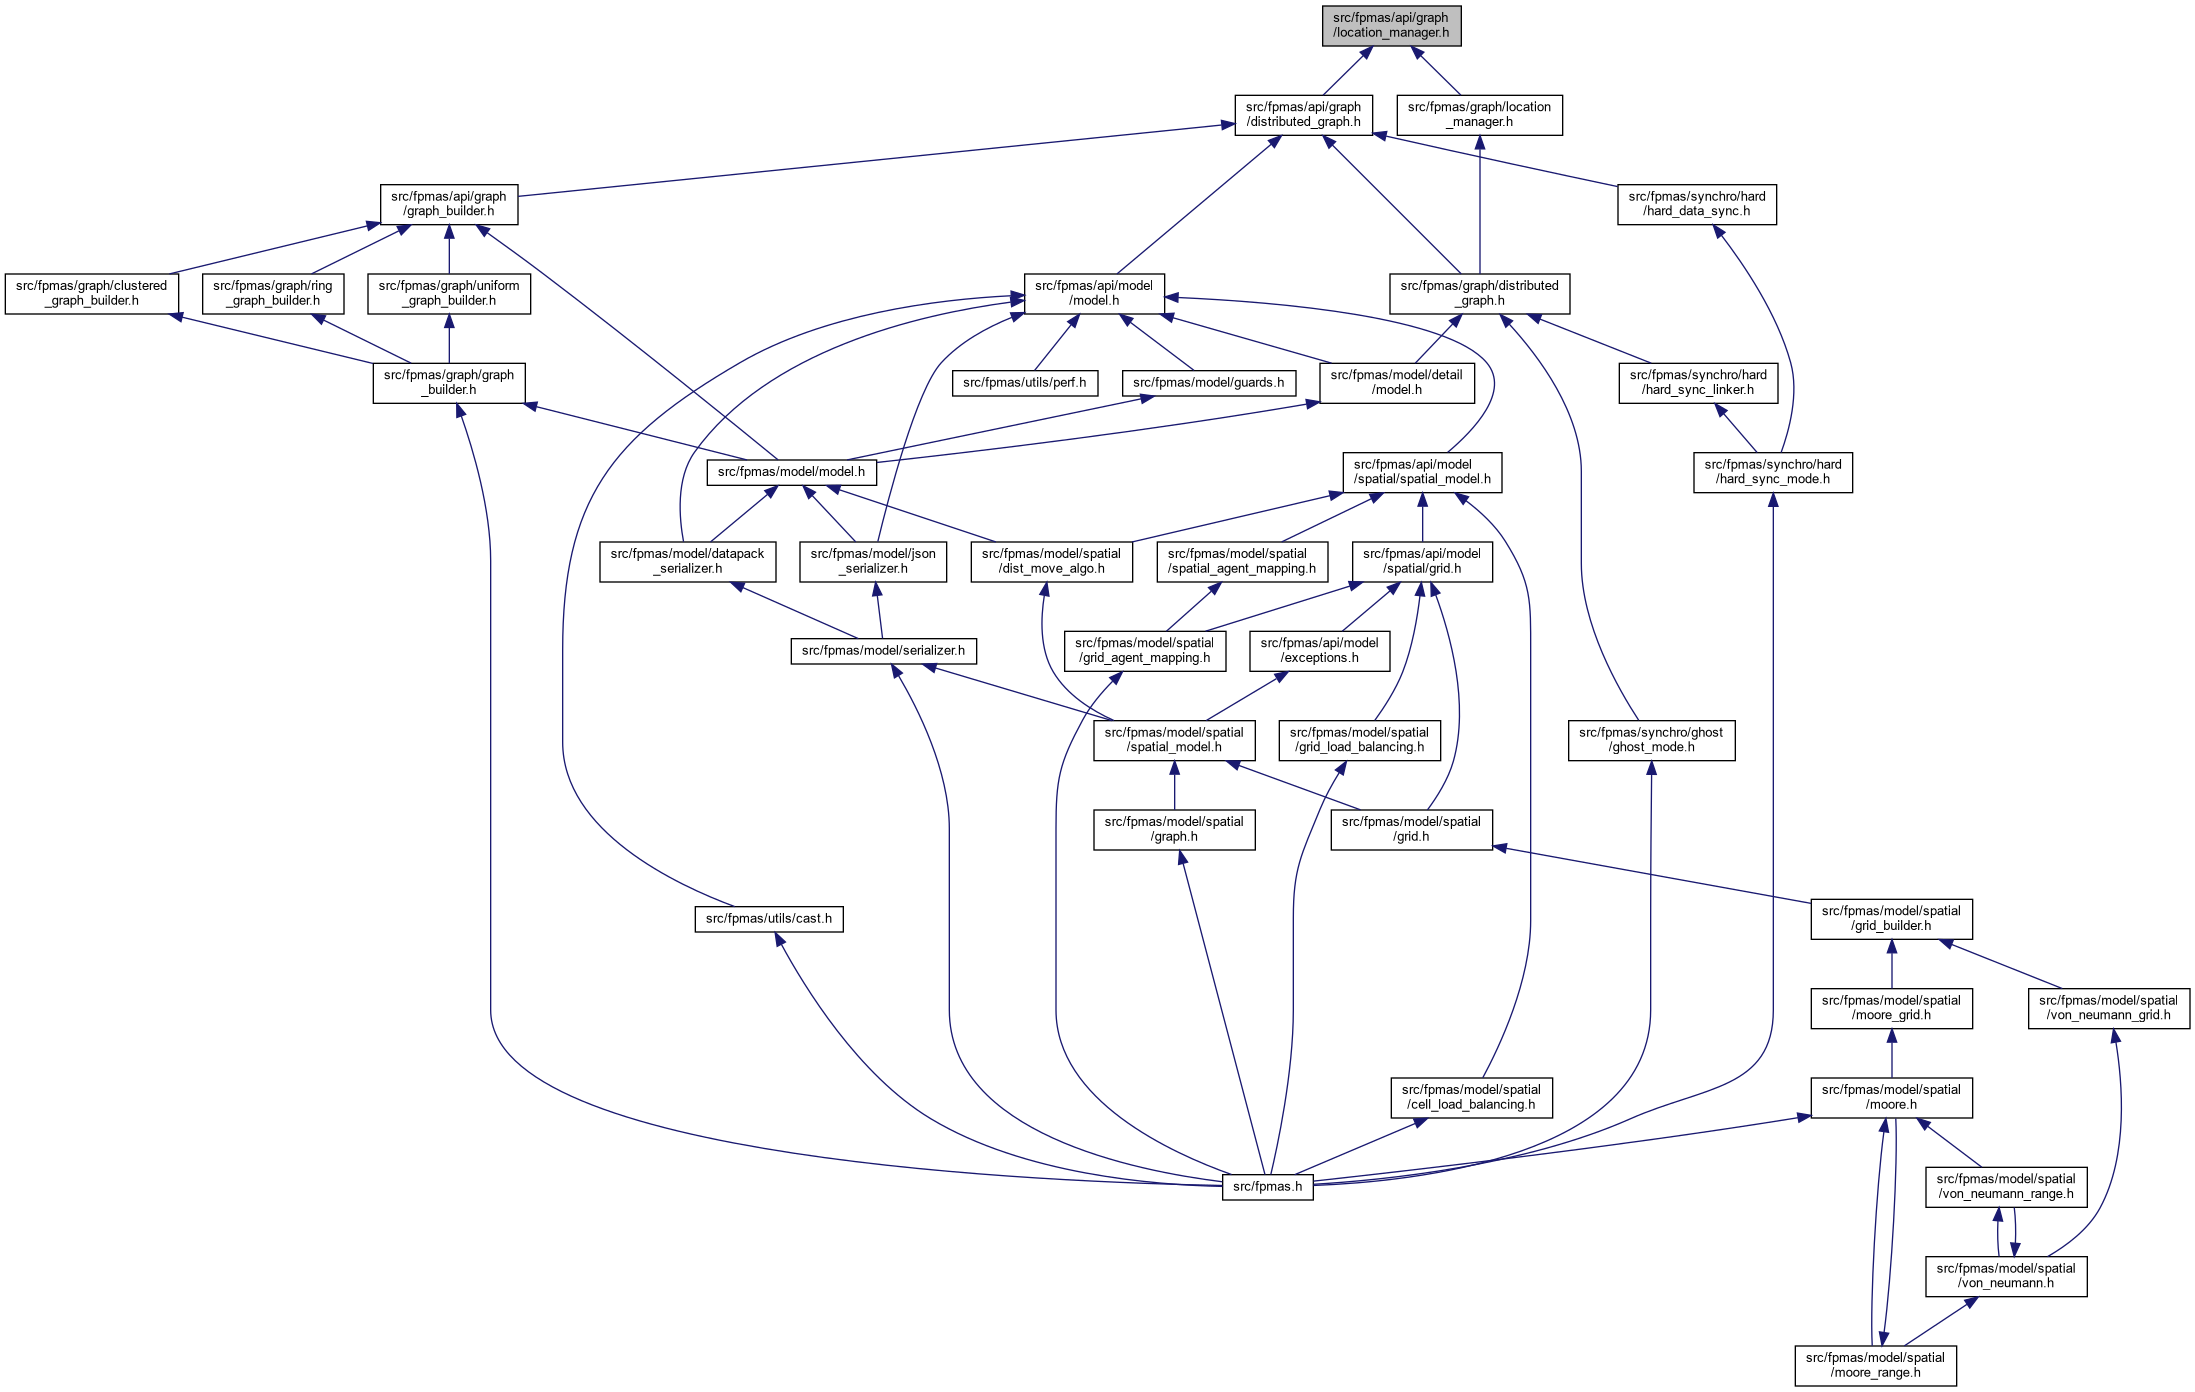 src/fpmas/api/graph
/location_manager.h
src/fpmas/api/graph
/distributed_graph.h
src/fpmas/graph/location
_manager.h
src/fpmas/api/graph
/graph_builder.h
src/fpmas/synchro/hard
/hard_data_sync.h
src/fpmas/graph/clustered
_graph_builder.h
src/fpmas/graph/ring
_graph_builder.h
src/fpmas/graph/uniform
_graph_builder.h
src/fpmas/api/model
/model.h
src/fpmas/graph/distributed
_graph.h
src/fpmas/graph/graph
_builder.h
src/fpmas/utils/perf.h
src/fpmas/model/guards.h
src/fpmas/model/detail
/model.h
src/fpmas/synchro/hard
/hard_sync_linker.h
src/fpmas/model/model.h
src/fpmas/api/model
/spatial/spatial_model.h
src/fpmas/synchro/hard
/hard_sync_mode.h
src/fpmas/model/datapack
_serializer.h
src/fpmas/model/json
_serializer.h
src/fpmas/model/spatial
/dist_move_algo.h
src/fpmas/model/spatial
/spatial_agent_mapping.h
src/fpmas/api/model
/spatial/grid.h
src/fpmas/model/serializer.h
src/fpmas/model/spatial
/grid_agent_mapping.h
src/fpmas/api/model
/exceptions.h
src/fpmas/model/spatial
/spatial_model.h
src/fpmas/model/spatial
/grid_load_balancing.h
src/fpmas/synchro/ghost
/ghost_mode.h
src/fpmas/model/spatial
/graph.h
src/fpmas/model/spatial
/grid.h
src/fpmas/utils/cast.h
src/fpmas/model/spatial
/grid_builder.h
src/fpmas/model/spatial
/moore_grid.h
src/fpmas/model/spatial
/von_neumann_grid.h
src/fpmas/model/spatial
/cell_load_balancing.h
src/fpmas/model/spatial
/moore.h
src/fpmas.h
src/fpmas/model/spatial
/von_neumann_range.h
src/fpmas/model/spatial
/von_neumann.h
src/fpmas/model/spatial
/moore_range.h